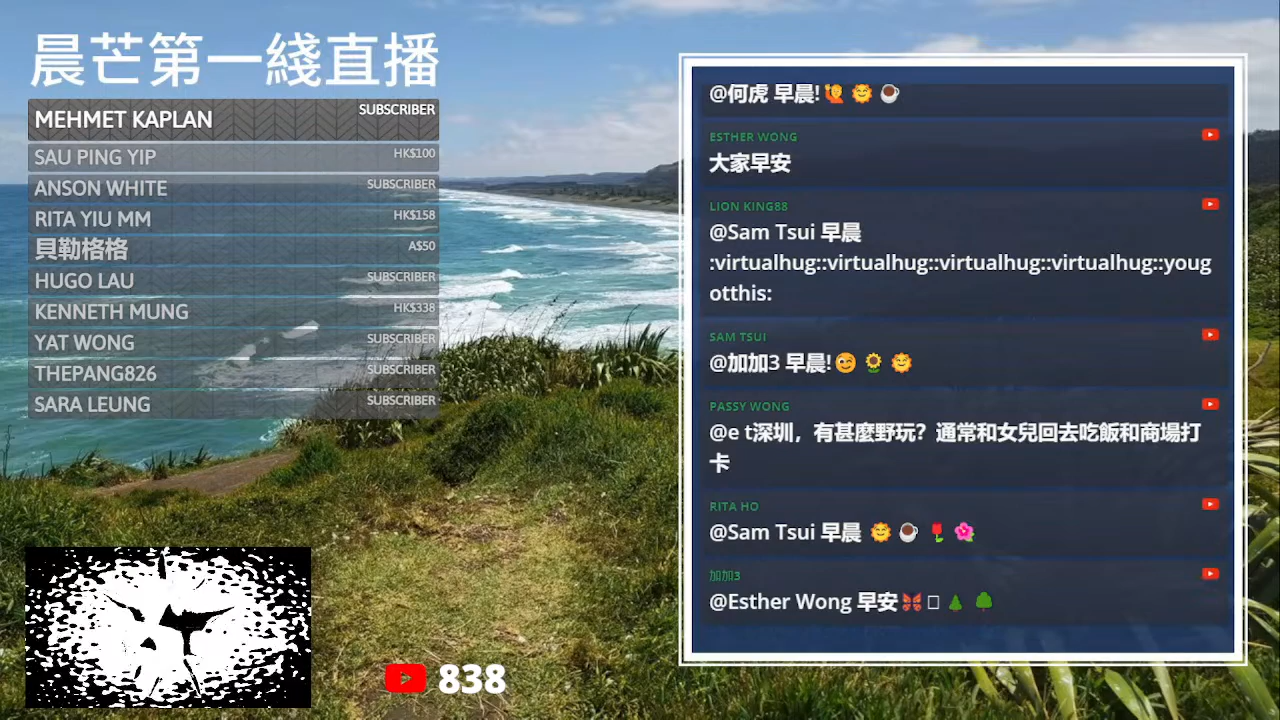 晨芒第一綫直播
MEHMET KAPLAN SUBSCRIBER
SAU PING YIP HK$100
ANSON WHITE SUBSCRIBER
RITA YIU MM HK$158
貝勒格格 A$50
HUGO LAU SUBSCRIBER
KENNETH MUNG HK$338
YAT WONG SUBSCRIBER
THEPANG826 SUBSCRIBER
SARA LEUNG SUBSCRIBER
838
@何虎 早晨!🙋🌞☕
ESTHER WONG
大家早安
LION KING88
@Sam Tsui 早晨
:virtualhug::virtualhug::virtualhug::virtualhug::youg
otthis:
SAM TSUI
@加加3 早晨!😉🌻🌞
PASSY WONG
@e t深圳，有甚麼野玩？通常和女兒回去吃飯和商場打
卡
RITA HO
@Sam Tsui 早晨 🌞☕🌷🌺
加加3
@Esther Wong 早安🦋🌲🌳